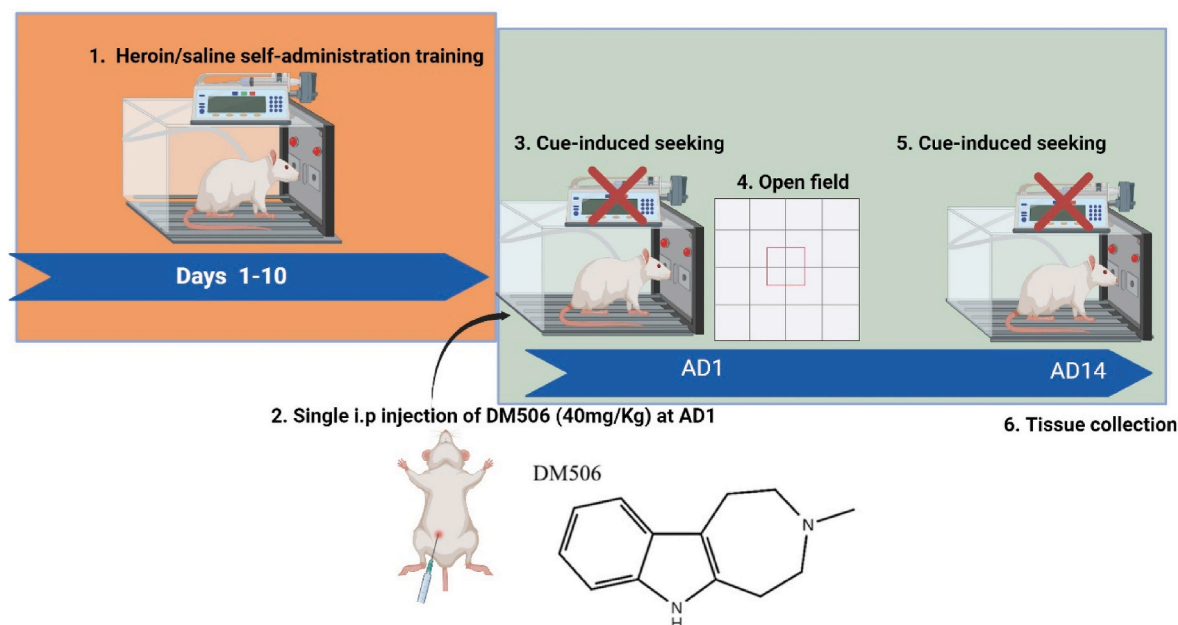 1. Heroin/saline self-administration training
Days 1-10
3. Cue-induced seeking
4. Open field
5. Cue-induced seeking
AD1
AD14
2. Single i.p injection of DM506 (40mg/Kg) at AD1
6. Tissue collection
DM506
N
N
H